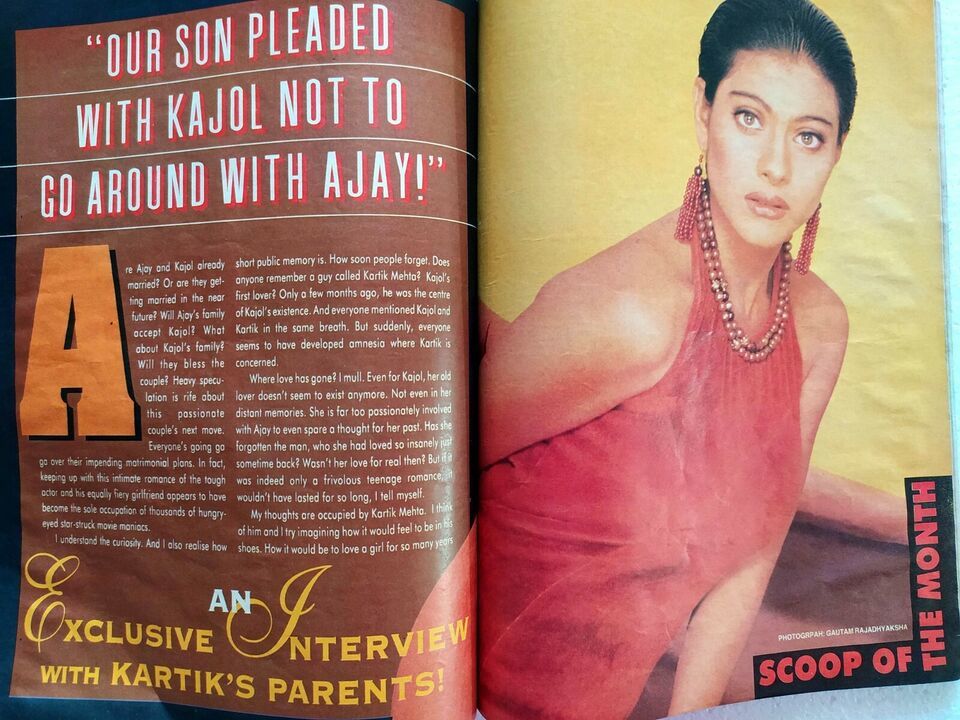 “OUR SON PLEADED
WITH KAJOL NOT TO
GO AROUND WITH AJAY!”
A
re Ajay and Kajol already
married? Or are they get-
ting married in the near
future? Will Ajay's family
accept Kajol? What
about Kajol's family?
Will they bless the
couple? Heavy specu-
lation is rife about
this passionate
couple's next move.
Everyone's going ga
ga over their impending matrimonial plans. In fact,
keeping up with this intimate romance of the tough
actor and his equally fiery girlfriend appears to have
become the sole occupation of thousands of hungry-
eyed star-struck movie maniacs.
I understand the curiosity. And I also realise how
short public memory is. How soon people forget. Does
anyone remember a guy called Kartik Mehta? Kajol's
first lover? Only a few months ago, he was the centre
of Kajol's existence. And everyone mentioned Kajol and
Kartik in the same breath. But suddenly, everyone
seems to have developed amnesia where Kartik is
concerned.
Where love has gone? I mull. Even for Kajol, her old
lover doesn't seem to exist anymore. Not even in her
distant memories. She is far too passionately involved
with Ajay to even spare a thought for her past. Has she
forgotten the man, who she had loved so insanely just
sometime back? Wasn't her love for real then? But if it
was indeed only a frivolous teenage romance, it
wouldn't have lasted for so long, I tell myself.
My thoughts are occupied by Kartik Mehta. I think
of him and I try imagining how it would feel to be in his
shoes. How it would be to love a girl for so many years
AN
EXCLUSIVE INTERVIEW
WITH KARTIK'S PARENTS!
PHOTOGRPAH: GAUTAM RAJADHYAKSHA
SCOOP OF
THE MONTH